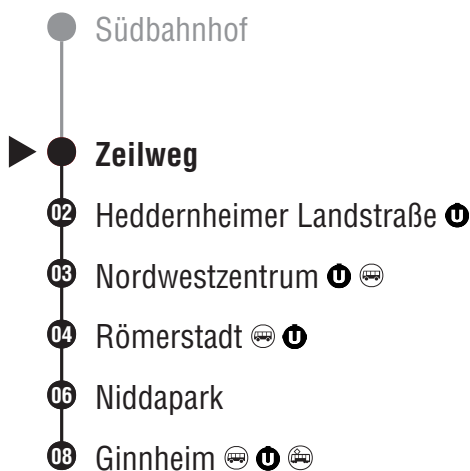 Südbahnhof
Zeilweg
02 Heddernheimer Landstraße U
03 Nordwestzentrum U
04 Römerstadt U
06 Niddapark
08 Ginnheim U